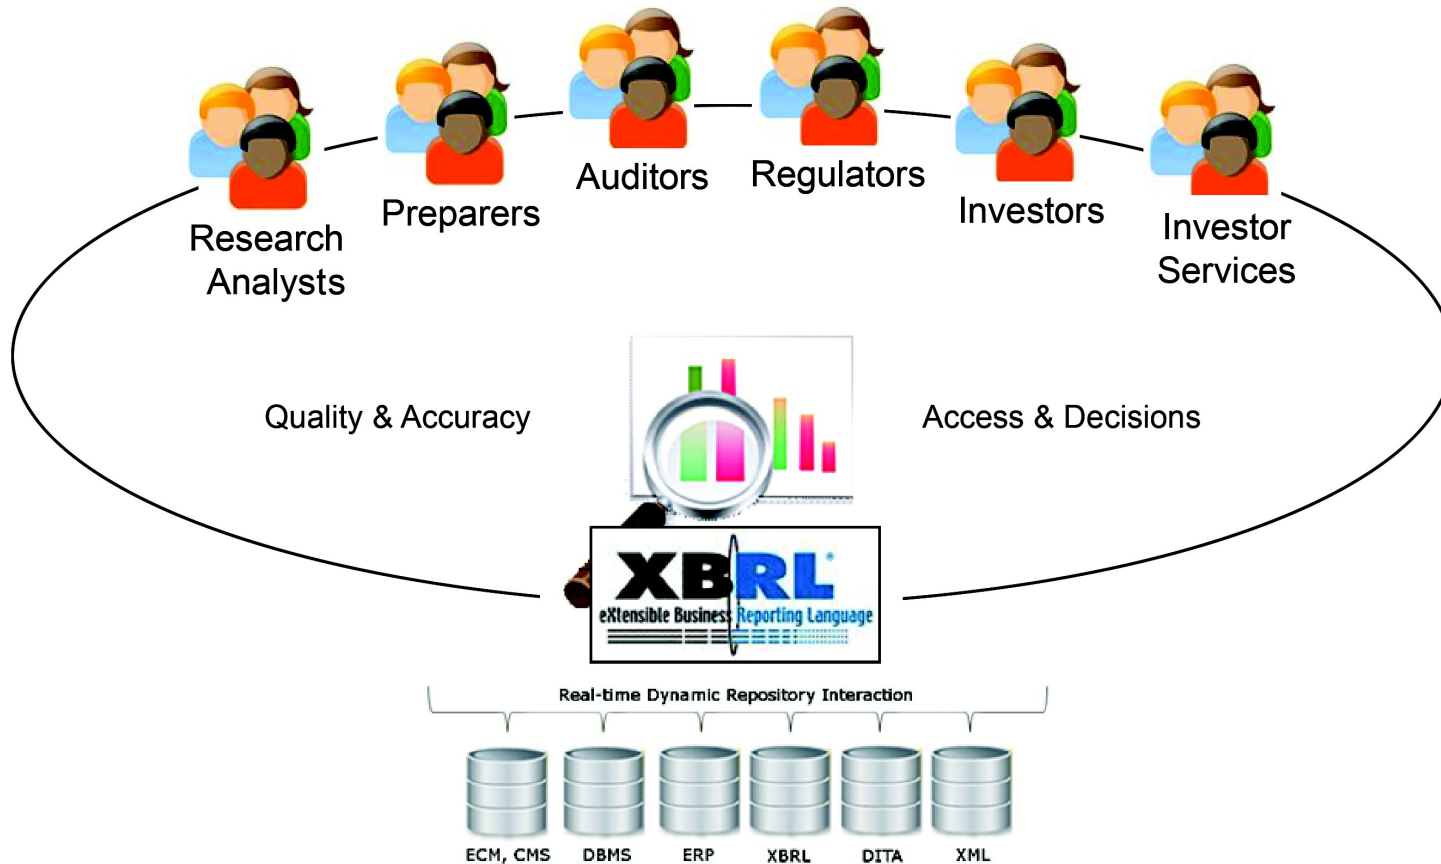 Research
Analysts
Preparers
Auditors
Regulators
Investors
Investor
Services
Quality & Accuracy
Access & Decisions
XBRL®
eXtensible Business Reporting Language
Real-time Dynamic Repository Interaction
ECM, CMS
DBMS
ERP
XBRL
DITA
XML